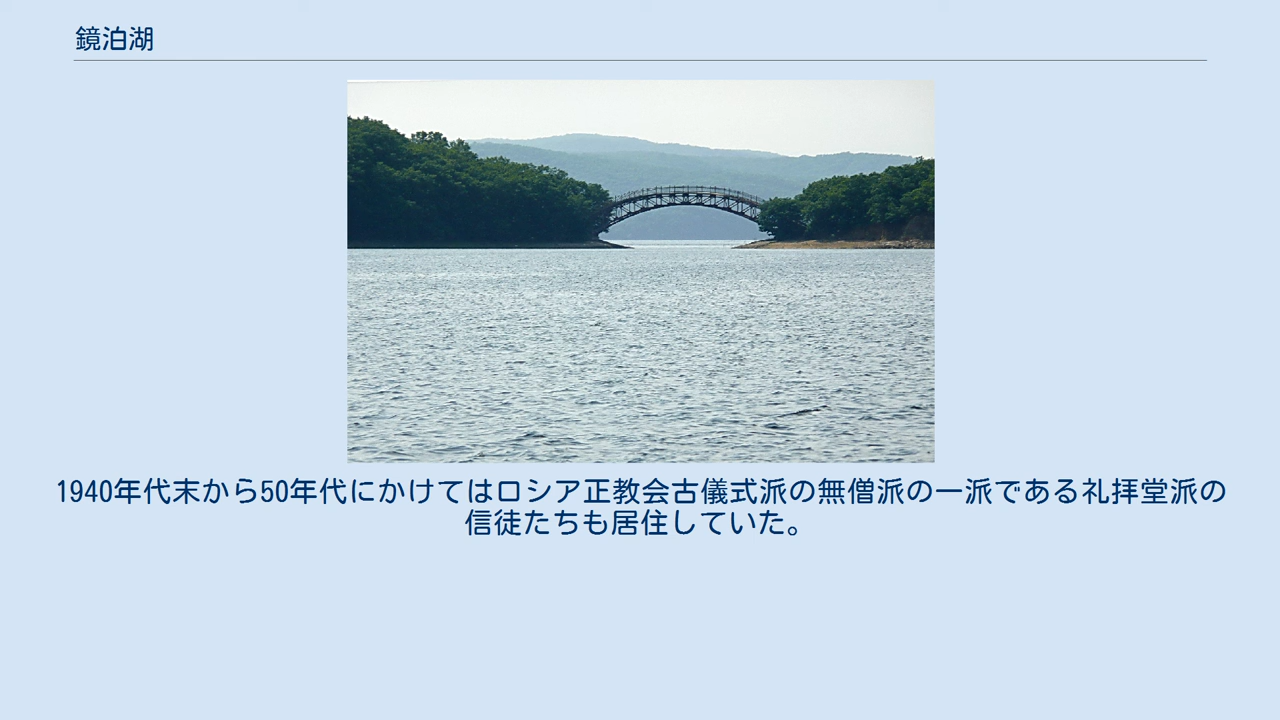 鏡泊湖
1940年代末から50年代にかけてはロシア正教会古儀式派の無僧派の一派である礼拝堂派の
信徒たちも居住していた。